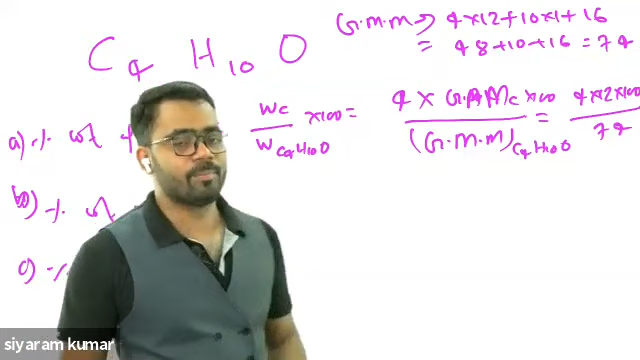 C4 H10 O
G.M.M → 4×12+10×1+16
= 48+10+16 = 74
a) % wt
Wc / W C4H10O ×100 = 4 × G.A.Mc ×100 / (G.M.M) C4H10O = 4×12×100 / 74
b) % wt
c) %
siyaram kumar